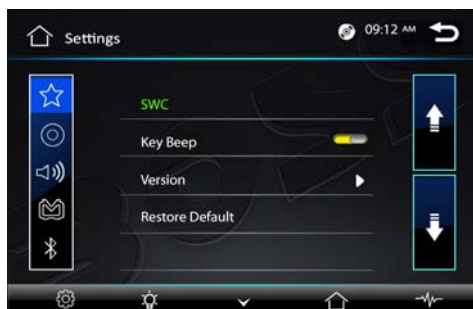 Settings
09:12 AM
SWC
Key Beep
Version
Restore Default